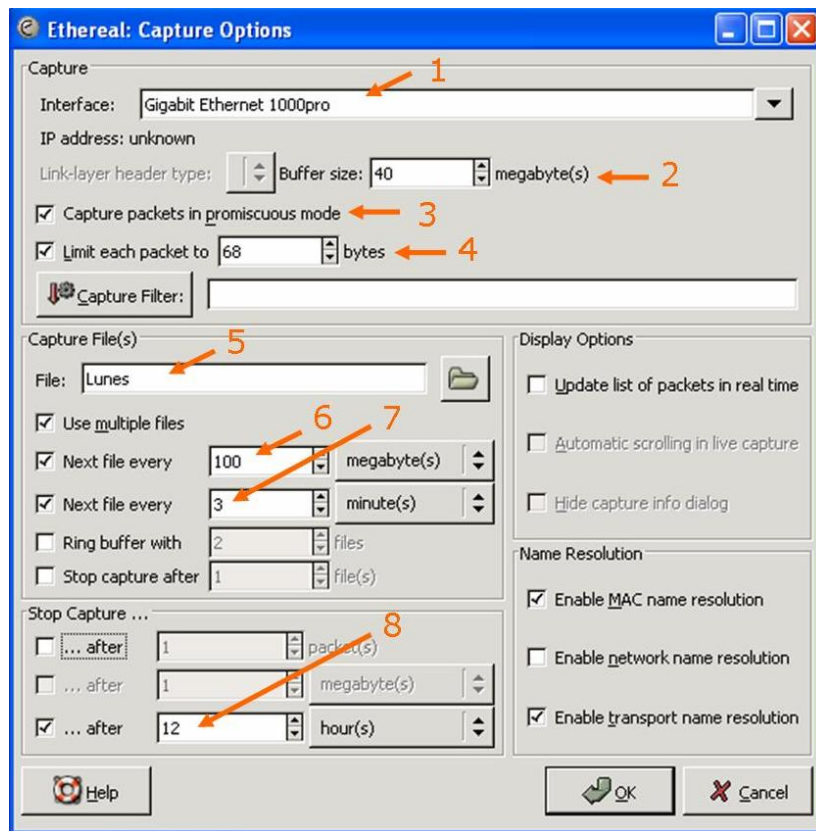 Ethereal: Capture Options
Capture
1
Interface: Gigabit Ethernet 1000pro
IP address: unknown
Link-layer header type: Buffer size: 40 megabyte(s) 2
Capture packets in promiscuous mode 3
Limit each packet to 68 bytes 4
Capture Filter:
Capture File(s)
5
File: Lunes
Use multiple files
6 7
Next file every 100 megabyte(s)
Next file every 3 minute(s)
Ring buffer with 2 files
Stop capture after 1 file(s)
Display Options
Update list of packets in real time
Automatic scrolling in live capture
Hide capture info dialog
Name Resolution
Enable MAC name resolution
Enable network name resolution
Enable transport name resolution
Stop Capture ...
8
... after 1 packet(s)
... after 1 megabyte(s)
... after 12 hour(s)
Help
OK
Cancel